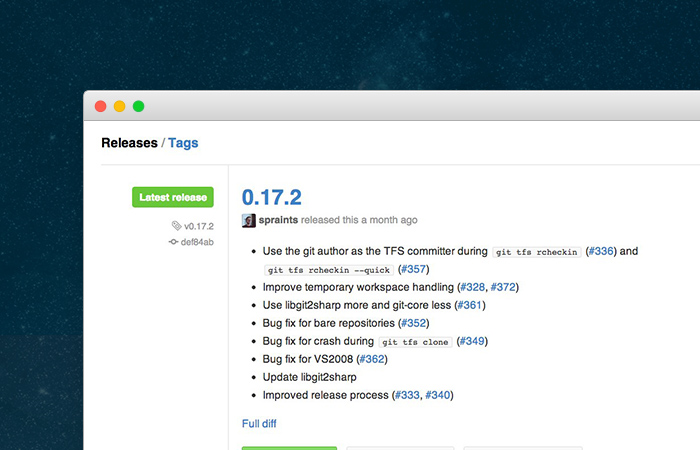 Releases / Tags
Latest release
v0.17.2
def84ab
0.17.2
spraints released this a month ago
Use the git author as the TFS committer during git tfs rcheckin (#336) and
git tfs rcheckin --quick (#357)
Improve temporary workspace handling (#328, #372)
Use libgit2sharp more and git-core less (#361)
Bug fix for bare repositories (#352)
Bug fix for crash during git tfs clone (#349)
Bug fix for VS2008 (#362)
Update libgit2sharp
Improved release process (#333, #340)
Full diff